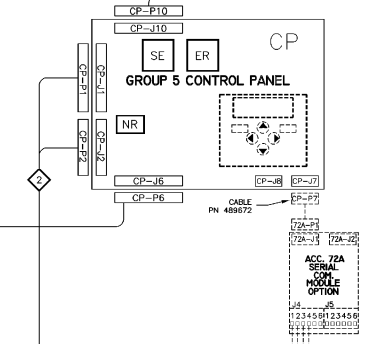 CP-P10
CP-J10
CP
SE
ER
GROUP 5 CONTROL PANEL
CP-P1
CP-J1
NR
CP-P2
CP-J2
2
CP-J6
CP-P6
CP-J8
CP-J7
CABLE
PN 489672
CP-P7
72A-P1
72A-J1
72A-J2
ACC. 72A
SERIAL
COM.
MODULE
OPTION
J4
J5
123456
123456